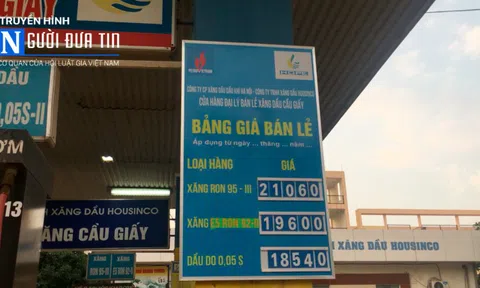 TRUYỀN HÌNH
NGƯỜI ĐƯA TIN
CƠ QUAN CỦA HỘI LUẬT GIA VIỆT NAM
GIẤY
DẦU
0,05S-II
13
CÔNG TY CP XĂNG DẦU DẦU KHÍ HÀ NỘI - CÔNG TY TNHH XĂNG DẦU HOUSINCO
CỬA HÀNG ĐẠI LÝ BÁN LẺ XĂNG DẦU CẦU GIẤY
BẢNG GIÁ BÁN LẺ
Áp dụng từ ngày ... tháng ... năm ...
LOẠI HÀNG GIÁ
XĂNG RON 95 - III 21060
XĂNG E5 RON 92-II 19600
DẦU DO 0,05 S 18540
XĂNG DẦU HOUSINCO
XĂNG CẦU GIẤY
XĂNG DẦU HOUSINCO